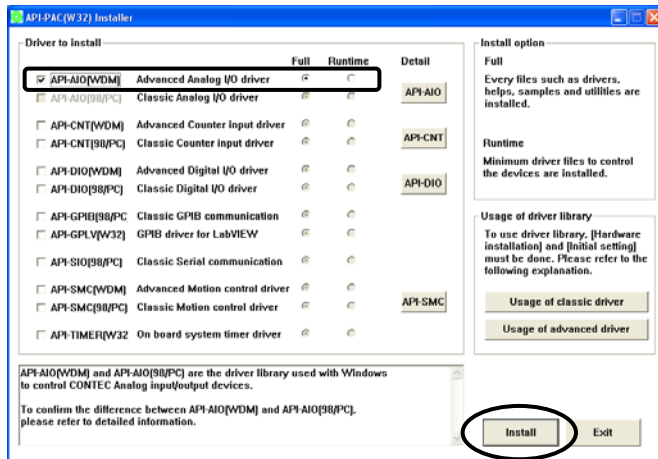 API-PAC(W32) Installer
Driver to install
Full Runtime Detail
API-AIO(WDM) Advanced Analog I/O driver
API-AIO(98/PC) Classic Analog I/O driver
API-AIO
API-CNT(WDM) Advanced Counter input driver
API-CNT(98/PC) Classic Counter input driver
API-CNT
API-DIO(WDM) Advanced Digital I/O driver
API-DIO(98/PC) Classic Digital I/O driver
API-DIO
API-GPIB(98/PC Classic GPIB communication
API-GPLV(W32) GPIB driver for LabVIEW
API-SIO(98/PC) Classic Serial communication
API-SMC(WDM) Advanced Motion control driver
API-SMC(98/PC) Classic Motion control driver
API-SMC
API-TIMER(W32 On board system timer driver
Install option
Full
Every files such as drivers,
helps, samples and utilities are
installed.
Runtime
Minimum driver files to control
the devices are installed.
Usage of driver library
To use driver library, [Hardware
installation] and [Initial setting]
must be done. Please refer to the
following explanation.
Usage of classic driver
Usage of advanced driver
API-AIO(WDM) and API-AIO(98/PC) are the driver library used with Windows
to control CONTEC Analog input/output devices.
To confirm the difference between API-AIO(WDM) and API-AIO(98/PC),
please refer to detailed information.
Install Exit